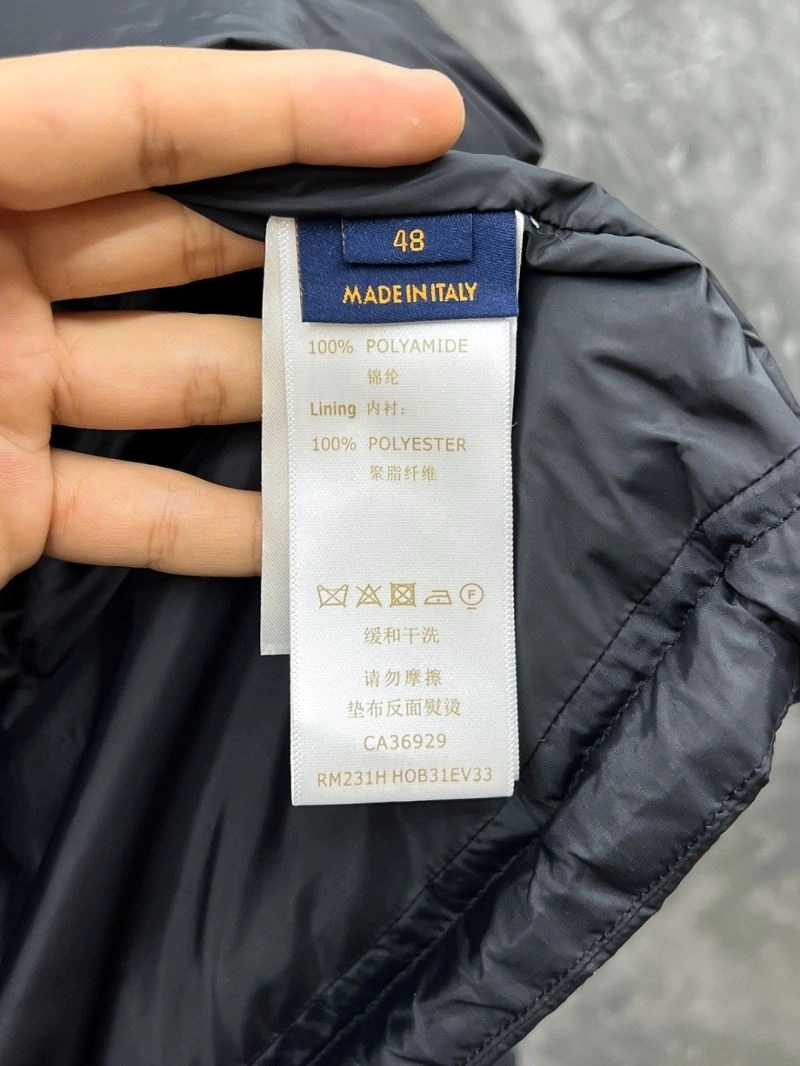 48
MADE IN ITALY
100% POLYAMIDE
锦纶
Lining 内衬:
100% POLYESTER
聚脂纤维
F
缓和干洗
请勿摩擦
垫布反面熨烫
CA36929
RM231H HOB31EV33